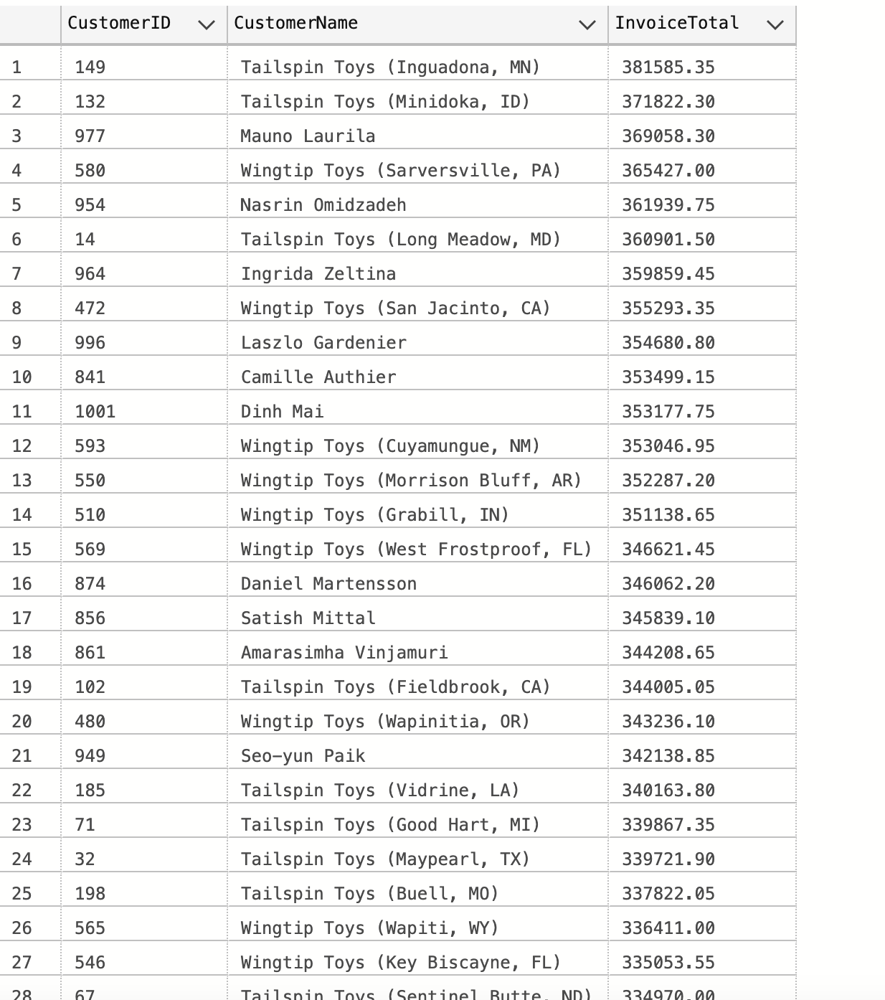 CustomerID CustomerName InvoiceTotal
1 149 Tailspin Toys (Inguadona, MN) 381585.35
2 132 Tailspin Toys (Minidoka, ID) 371822.30
3 977 Mauno Laurila 369058.30
4 580 Wingtip Toys (Sarversville, PA) 365427.00
5 954 Nasrin Omidzadeh 361939.75
6 14 Tailspin Toys (Long Meadow, MD) 360901.50
7 964 Ingrida Zeltina 359859.45
8 472 Wingtip Toys (San Jacinto, CA) 355293.35
9 996 Laszlo Gardenier 354680.80
10 841 Camille Authier 353499.15
11 1001 Dinh Mai 353177.75
12 593 Wingtip Toys (Cuyamungue, NM) 353046.95
13 550 Wingtip Toys (Morrison Bluff, AR) 352287.20
14 510 Wingtip Toys (Grabill, IN) 351138.65
15 569 Wingtip Toys (West Frostproof, FL) 346621.45
16 874 Daniel Martensson 346062.20
17 856 Satish Mittal 345839.10
18 861 Amarasimha Vinjamuri 344208.65
19 102 Tailspin Toys (Fieldbrook, CA) 344005.05
20 480 Wingtip Toys (Wapinitia, OR) 343236.10
21 949 Seo-yun Paik 342138.85
22 185 Tailspin Toys (Vidrine, LA) 340163.80
23 71 Tailspin Toys (Good Hart, MI) 339867.35
24 32 Tailspin Toys (Maypearl, TX) 339721.90
25 198 Tailspin Toys (Buell, MO) 337822.05
26 565 Wingtip Toys (Wapiti, WY) 336411.00
27 546 Wingtip Toys (Key Biscayne, FL) 335053.55
28 67 Tailspin Toys (Sentinel Butte, ND) 334970.00